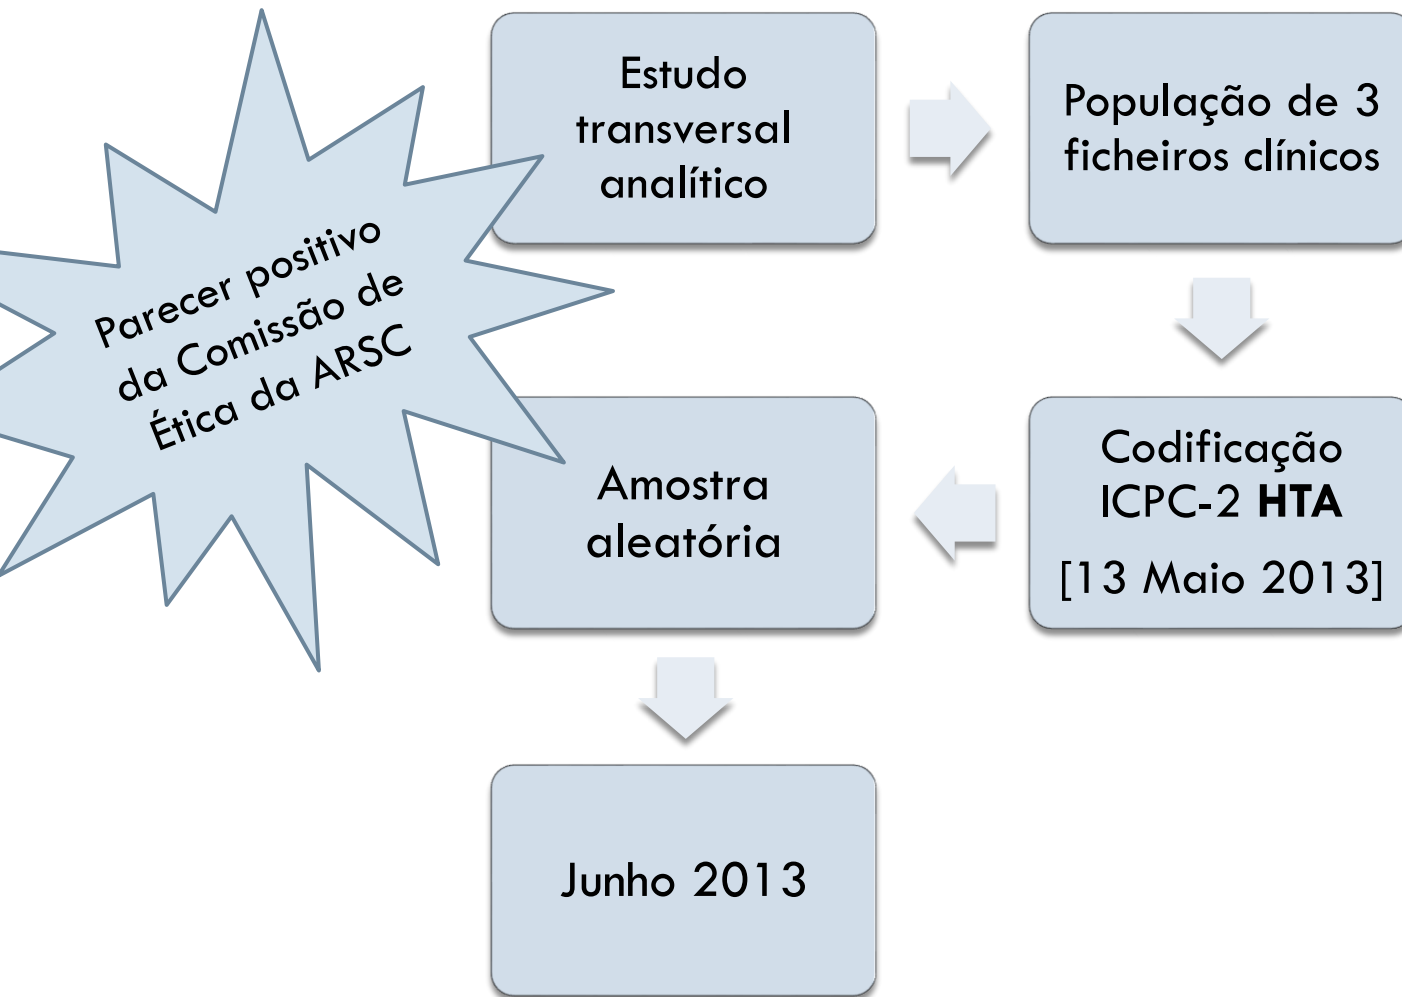 Estudo
transversal
analítico
População de 3
ficheiros clínicos
Parecer positivo
da Comissão de
Ética da ARSC
Codificação
ICPC-2 HTA
[13 Maio 2013]
Amostra
aleatória
Junho 2013